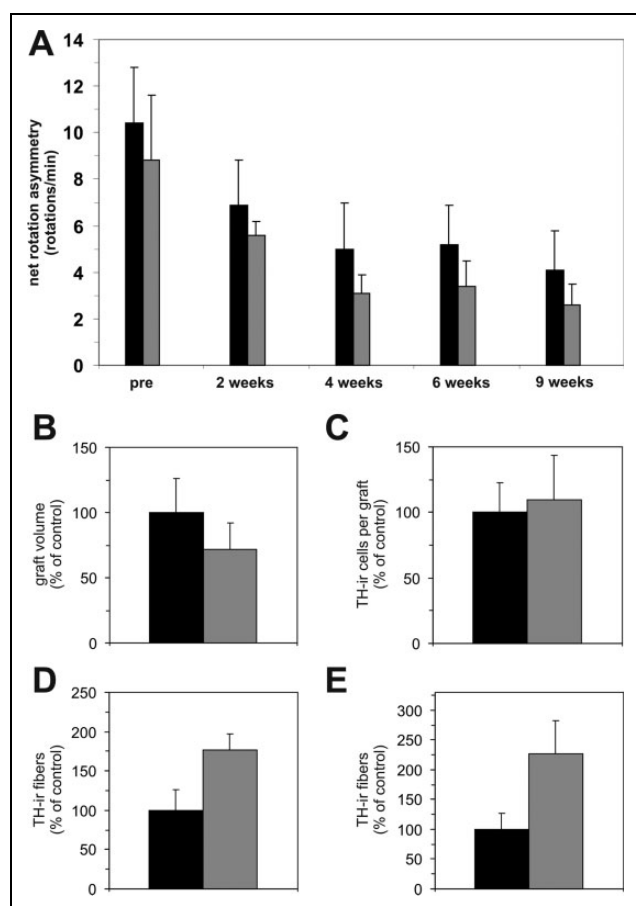 A
14
12
10
8
6
4
2
0
net rotation asymmetry
(rotations/min)
pre 2 weeks 4 weeks 6 weeks 9 weeks
B
150
100
50
0
graft volume
(% of control)
C
150
100
50
0
TH-ir cells per graft
(% of control)
D
250
200
150
100
50
0
TH-ir fibers
(% of control)
E
300
250
200
150
100
50
0
TH-ir fibers
(% of control)